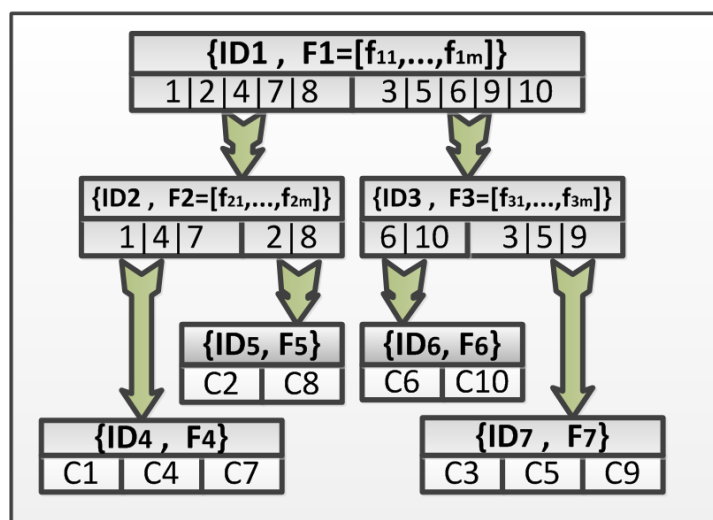 {ID1 , F1=[f11,...,f1m]}
1|2|4|7|8 3|5|6|9|10
{ID2 , F2=[f21,...,f2m]} {ID3 , F3=[f31,...,f3m]}
1|4|7 2|8 6|10 3|5|9
{ID5, F5} {ID6, F6}
C2 C8 C6 C10
{ID4 , F4} {ID7 , F7}
C1 C4 C7 C3 C5 C9